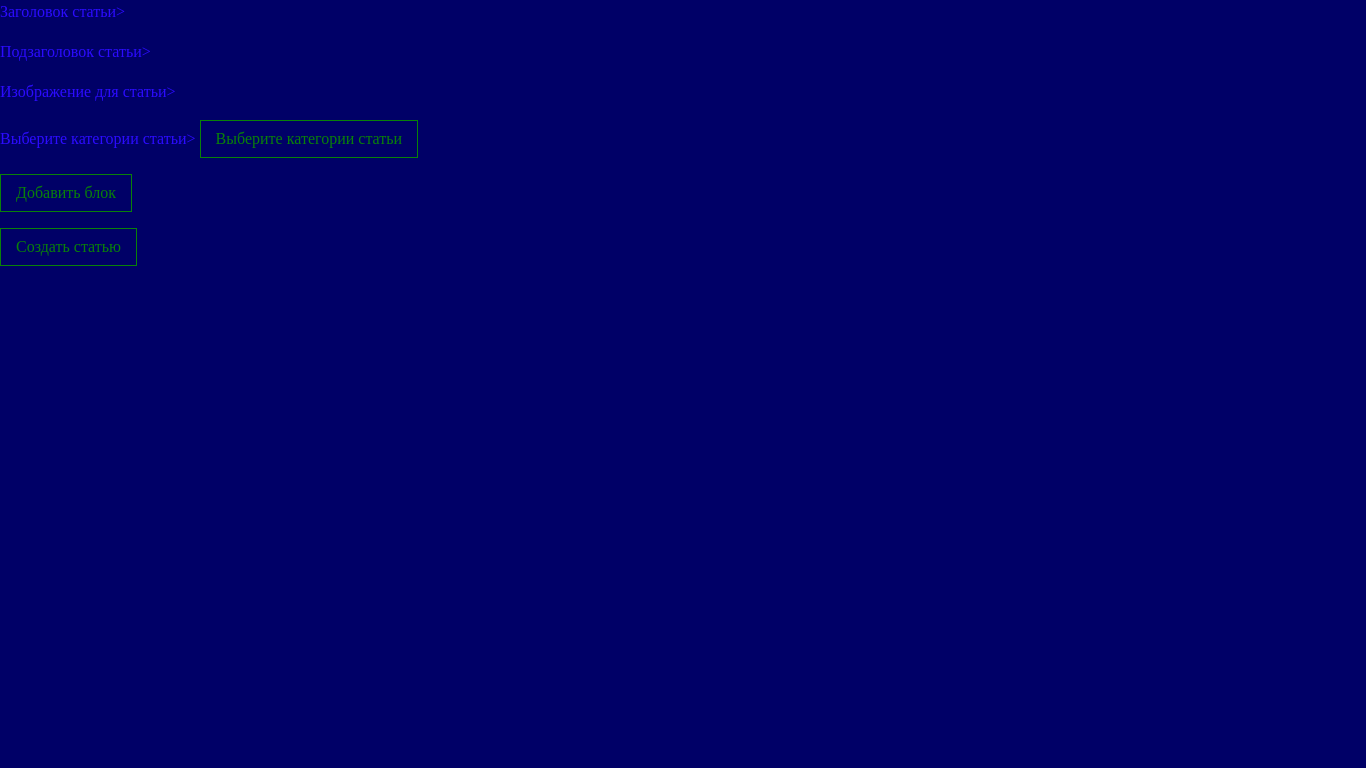 Заголовок статьи>
Подзаголовок статьи>
Изображение для статьи>
Выберите категории статьи> Выберите категории статьи
Добавить блок
Создать статью